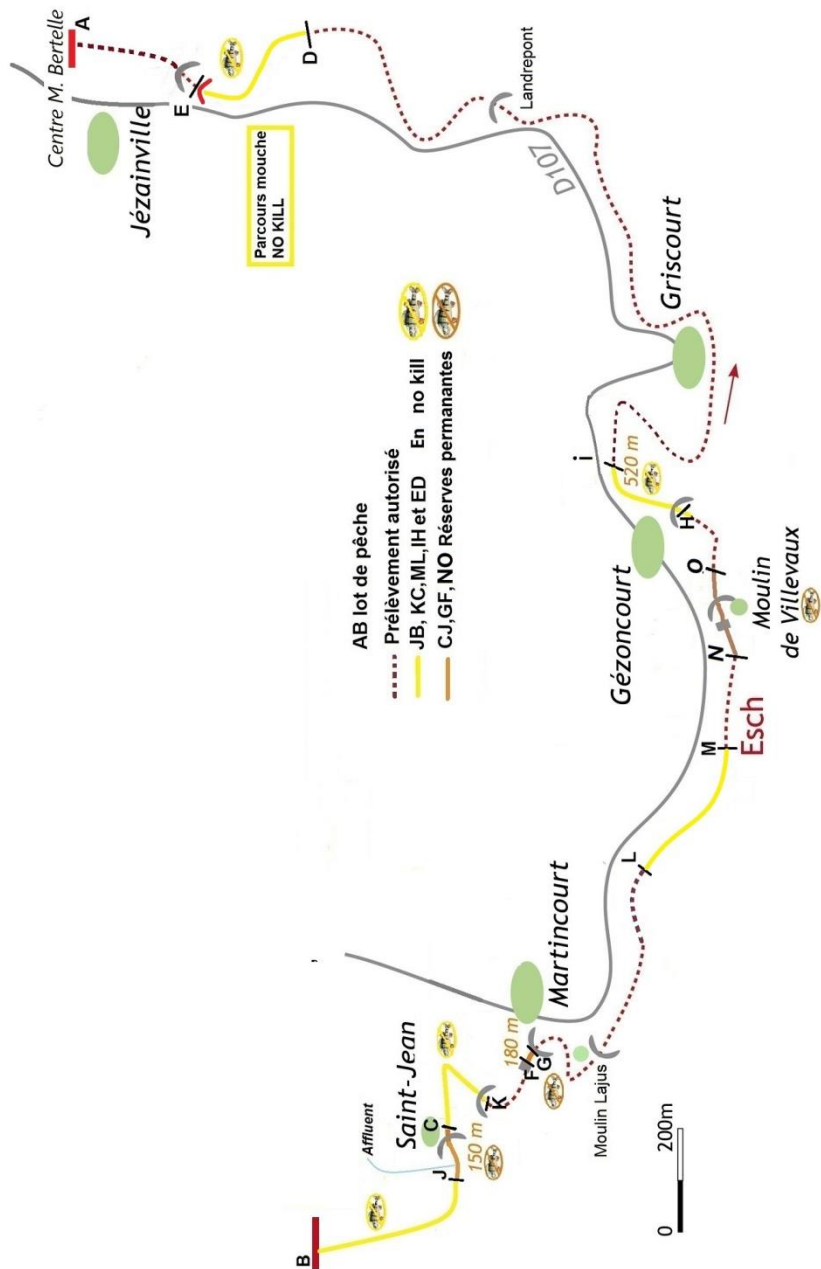 B
Affluent
J
150 m
C
Saint-Jean
K
180 m
F
G
Martincourt
Moulin Lajus
0
200m
L
M
Esch
N
Moulin
de Villevaux
O
H
Gézoncourt
520 m
i
Griscourt
D107
Landrepont
D
E
A
Centre M. Bertelle
Jézainville
Parcours mouche
NO KILL
AB lot de pêche
Prélèvement autorisé
JB, KC, ML,IH et ED En no kill
CJ,GF,NO Réserves permanantes